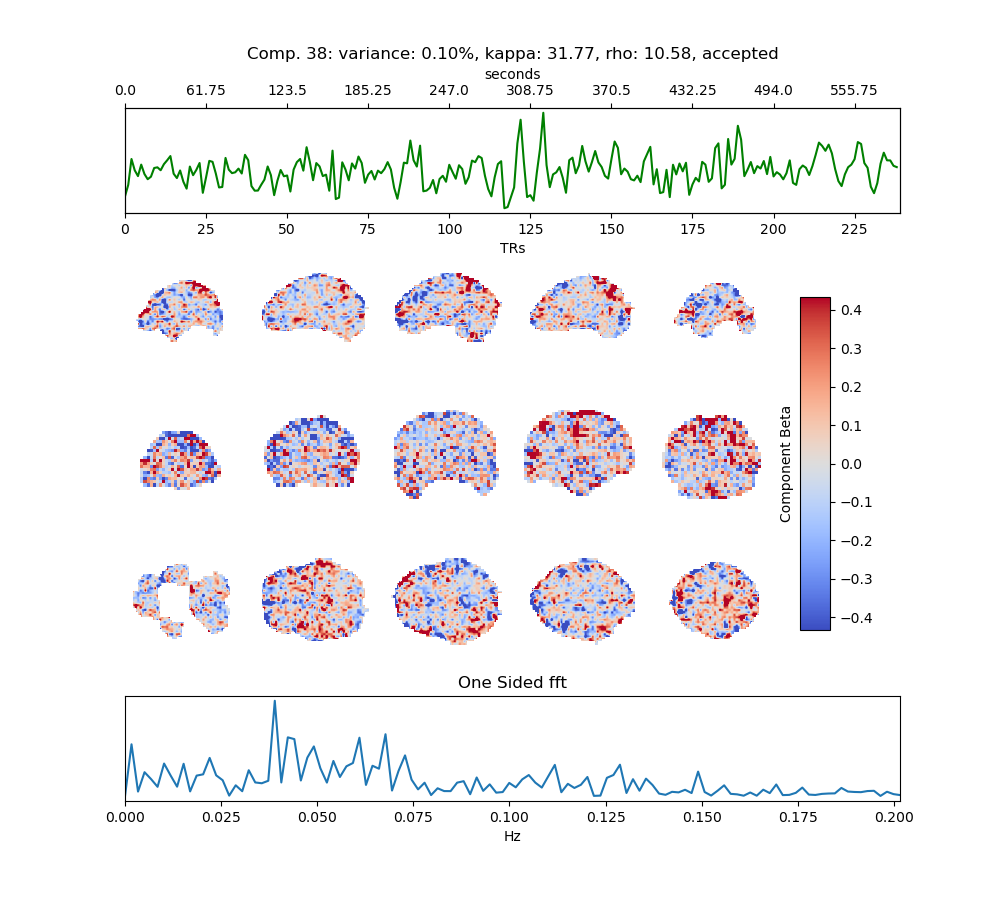 Comp. 38: variance: 0.10%, kappa: 31.77, rho: 10.58, accepted
seconds
0.0 61.75 123.5 185.25 247.0 308.75 370.5 432.25 494.0 555.75
0 25 50 75 100 125 150 175 200 225
TRs
Component Beta
0.4
0.3
0.2
0.1
0.0
−0.1
−0.2
−0.3
−0.4
One Sided fft
0.000 0.025 0.050 0.075 0.100 0.125 0.150 0.175 0.200
Hz